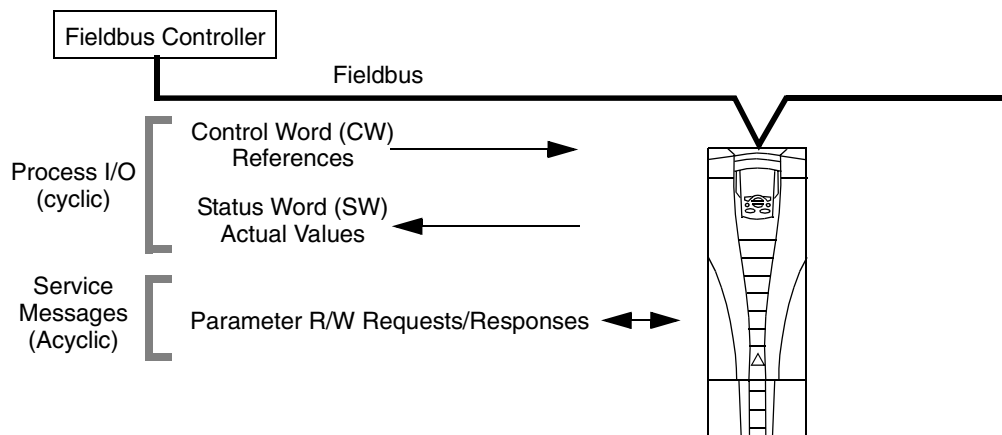 Fieldbus Controller
Fieldbus
Process I/O
(cyclic)
Control Word (CW)
References
Status Word (SW)
Actual Values
Service
Messages
(Acyclic)
Parameter R/W Requests/Responses